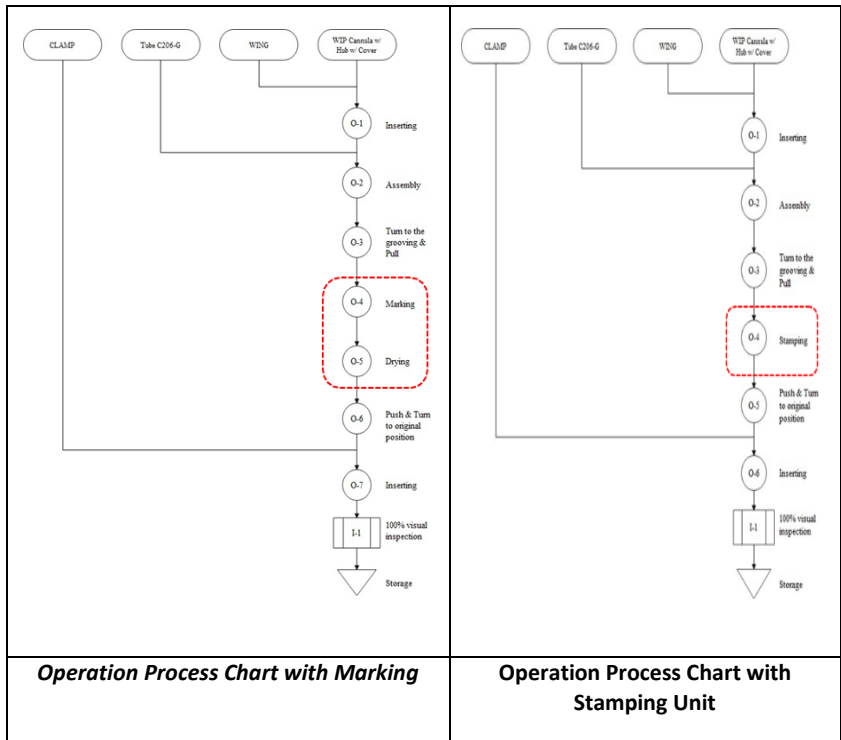 CLAMP
Tube C206-G
WING
WIP Cannula w/
Hub w/ Cover
O-1
Inserting
O-2
Assembly
O-3
Turn to the
grooving &
Pull
O-4
Marking
O-5
Drying
O-6
Push & Turn
to original
position
O-7
Inserting
I-1
100% visual
inspection
Storage
Operation Process Chart with Marking
CLAMP
Tube C206-G
WING
WIP Cannula w/
Hub w/ Cover
O-1
Inserting
O-2
Assembly
O-3
Turn to the
grooving &
Pull
O-4
Stamping
O-5
Push & Turn
to original
position
O-6
Inserting
I-1
100% visual
inspection
Storage
Operation Process Chart with
Stamping Unit